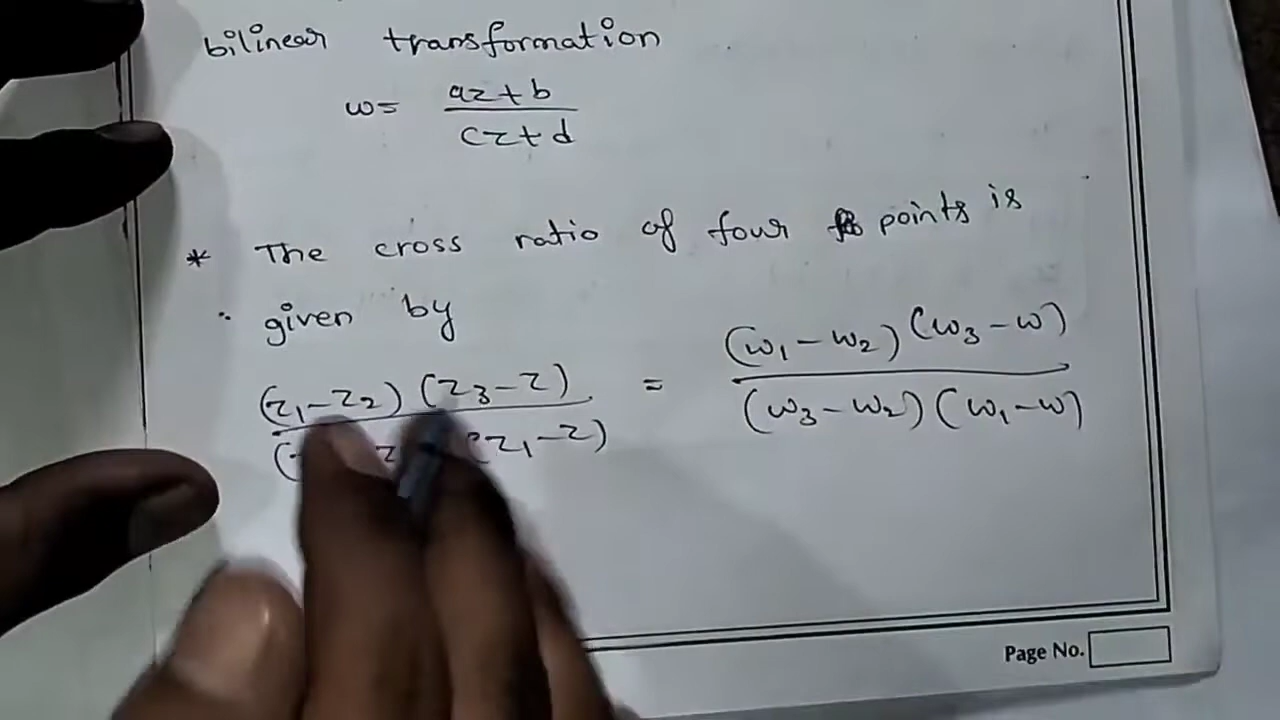 bilinear transformation
w= az+b
cz+d
* The cross ratio of four points is
given by
(z₁-z₂) (z₃-z) = (w₁-w₂) (w₃-w)
(z₁-z) (w₃-w₂) (w₁-w)
Page No.